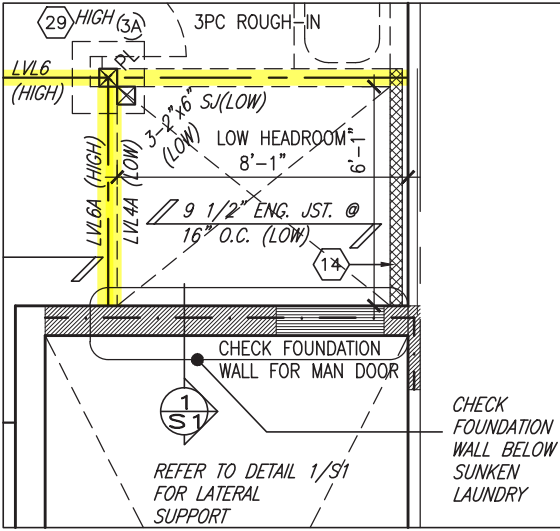 29
HIGH
(3A)
3PC ROUGH-IN
LVL6
(HIGH)
PL
3-2"x6"
(LOW)
SJ(LOW)
LOW HEADROOM
8'-1"
6'-1"
LVL6A (HIGH)
LVL4A (LOW)
9 1/2" ENG. JST. @
16" O.C. (LOW)
14
CHECK FOUNDATION
WALL FOR MAN DOOR
1
S1
CHECK
FOUNDATION
WALL BELOW
SUNKEN
LAUNDRY
REFER TO DETAIL 1/S1
FOR LATERAL
SUPPORT